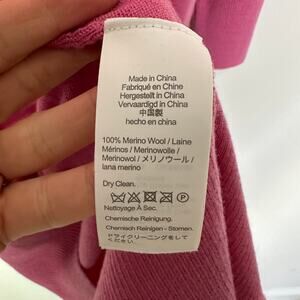 Made in China
Fabriqué en Chine
Hergestellt in China
Vervaardigd in China
中国製
hecho en china
100% Merino Wool / Laine
Mérinos / Merinowolle /
Merinowol / メリノウール /
lana merino
Dry Clean.
Nettoyage À Sec.
Chemische Reinigung.
Chemisch Reinigen - Stomen.
ドライクリーニングをして
ください